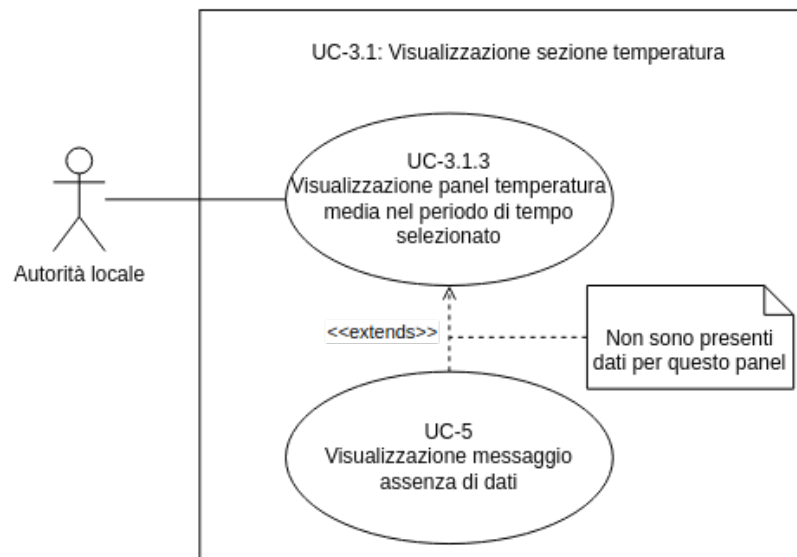 UC-3.1: Visualizzazione sezione temperatura
UC-3.1.3
Visualizzazione panel temperatura
media nel periodo di tempo
selezionato
Autorità locale
<<extends>>
Non sono presenti
dati per questo panel
UC-5
Visualizzazione messaggio
assenza di dati